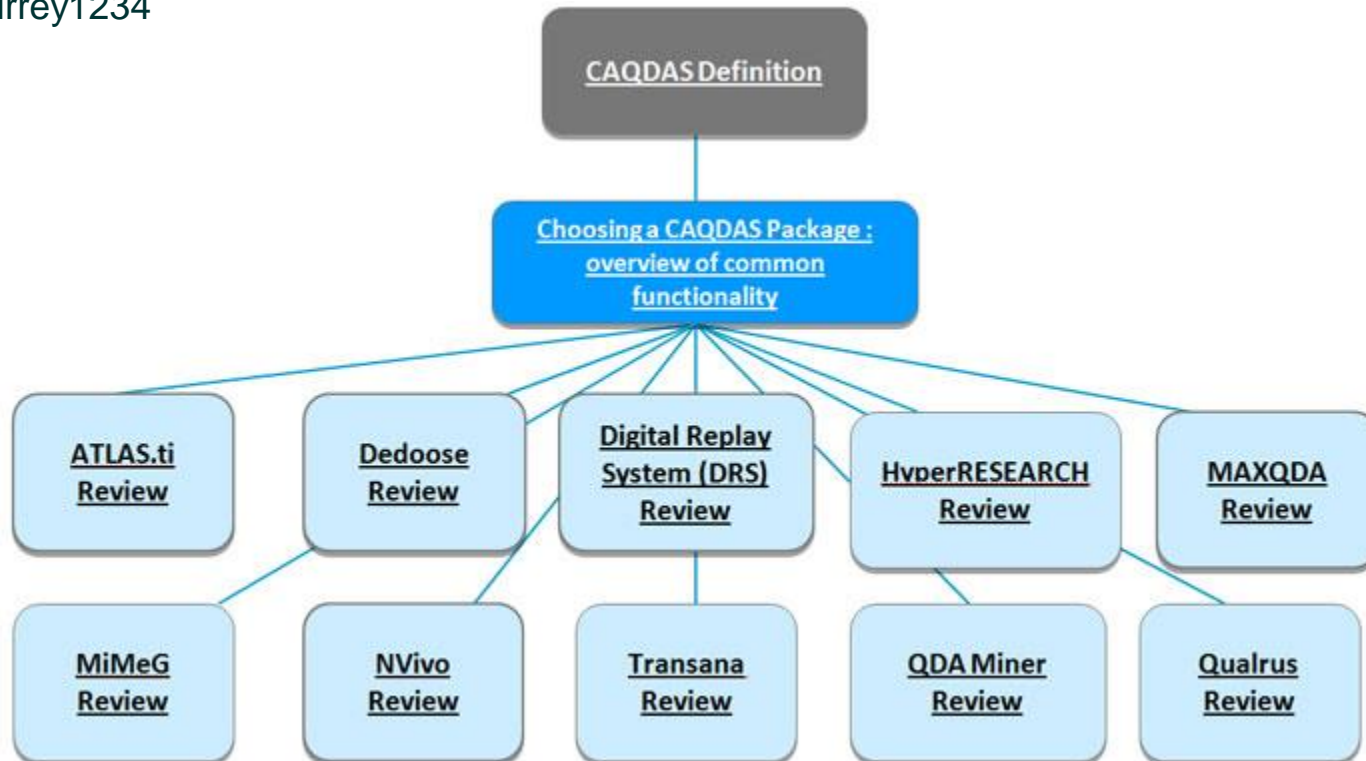 urrey1234
CAQDAS Definition
Choosing a CAQDAS Package :
overview of common
functionality
ATLAS.ti
Review
Dedoose
Review
Digital Replay
System (DRS)
Review
HyperRESEARCH
Review
MAXQDA
Review
MiMeG
Review
NVivo
Review
Transana
Review
QDA Miner
Review
Qualrus
Review